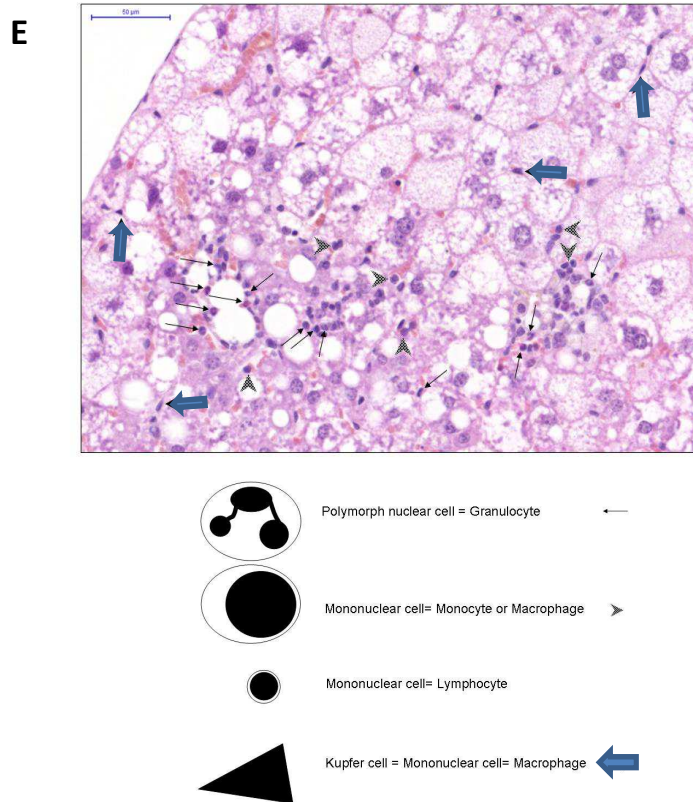 E
50 µm
Polymorph nuclear cell = Granulocyte
Mononuclear cell= Monocyte or Macrophage
Mononuclear cell= Lymphocyte
Kupfer cell = Mononuclear cell= Macrophage